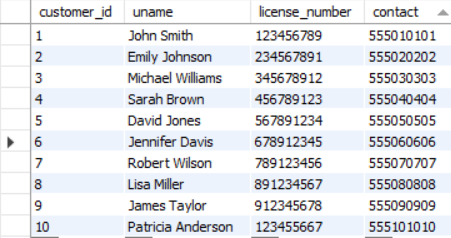 customer_id uname license_number contact
1 John Smith 123456789 555010101
2 Emily Johnson 234567891 555020202
3 Michael Williams 345678912 555030303
4 Sarah Brown 456789123 555040404
5 David Jones 567891234 555050505
6 Jennifer Davis 678912345 555060606
7 Robert Wilson 789123456 555070707
8 Lisa Miller 891234567 555080808
9 James Taylor 912345678 555090909
10 Patricia Anderson 123455667 555101010